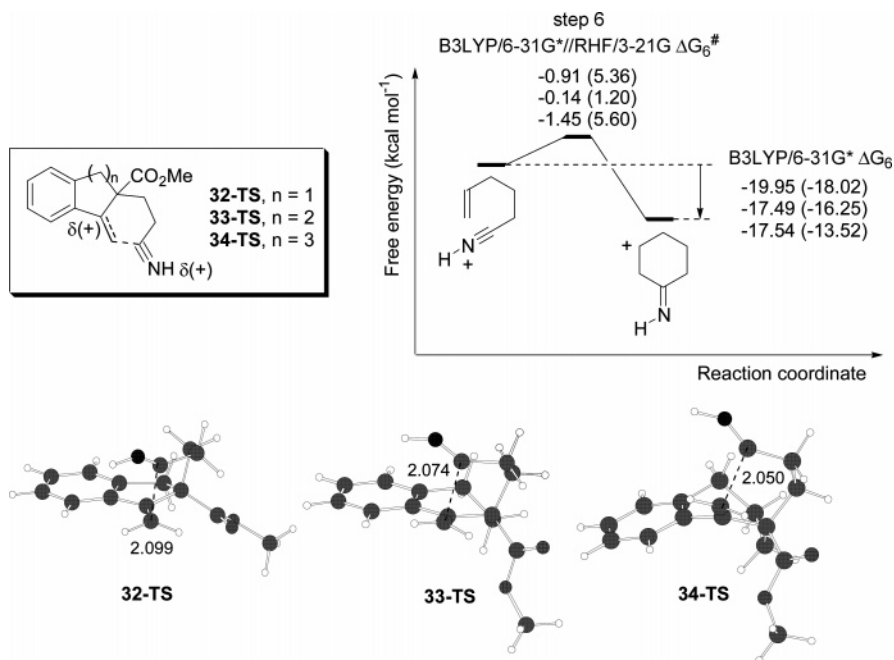 step 6
B3LYP/6-31G*//RHF/3-21G ΔG₆#
-0.91 (5.36)
-0.14 (1.20)
-1.45 (5.60)
Free energy (kcal mol⁻¹)
B3LYP/6-31G* ΔG₆
-19.95 (-18.02)
-17.49 (-16.25)
-17.54 (-13.52)
H N +
+
H N
Reaction coordinate
( )n CO₂Me
32-TS, n = 1
33-TS, n = 2
34-TS, n = 3
δ(+)
NH δ(+)
2.099
32-TS
2.074
33-TS
2.050
34-TS